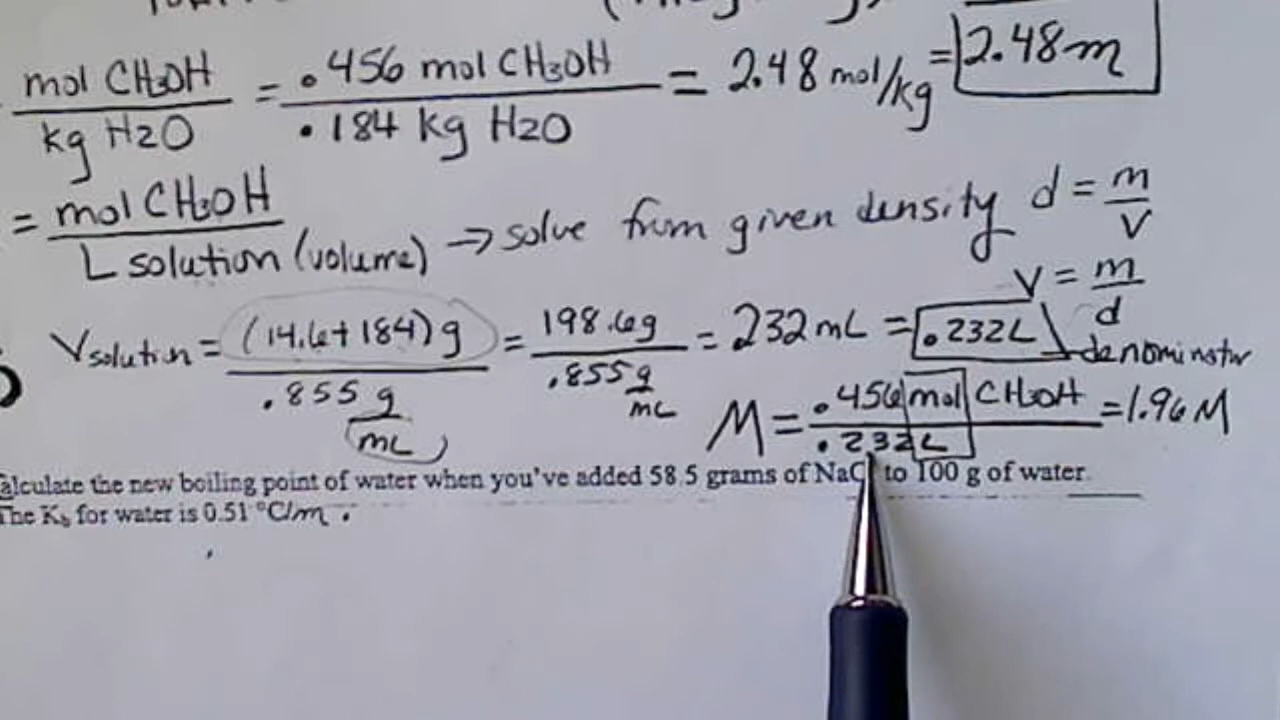 mol CH3OH / kg H2O = .456 mol CH3OH / .184 kg H2O = 2.48 mol/kg = 2.48 m
= mol CH3OH / L solution (volume) → solve from given density d = m/V
V = m/d
Vsolution = (14.6+184) g / .855 g/mL = 198.6g / .855 g/mL = 232 mL = .232L denominator
M = .456 mol CH3OH / .232 L = 1.96 M
alculate the new boiling point of water when you've added 58.5 grams of NaCl to 100 g of water.
The Kb for water is 0.51 °C/m.